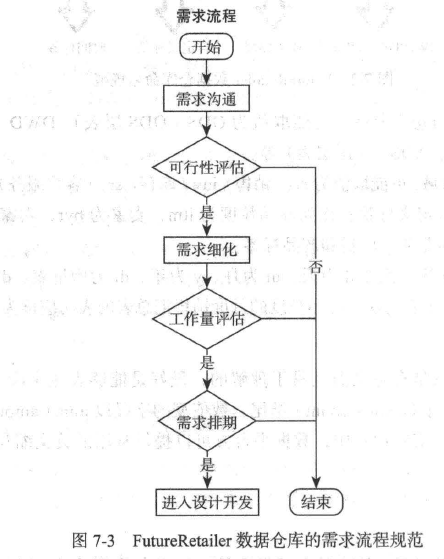 需求流程
开始
需求沟通
可行性评估
是
需求细化
否
工作量评估
是
需求排期
是
进入设计开发
结束
图 7-3 FutureRetailer 数据仓库的需求流程规范